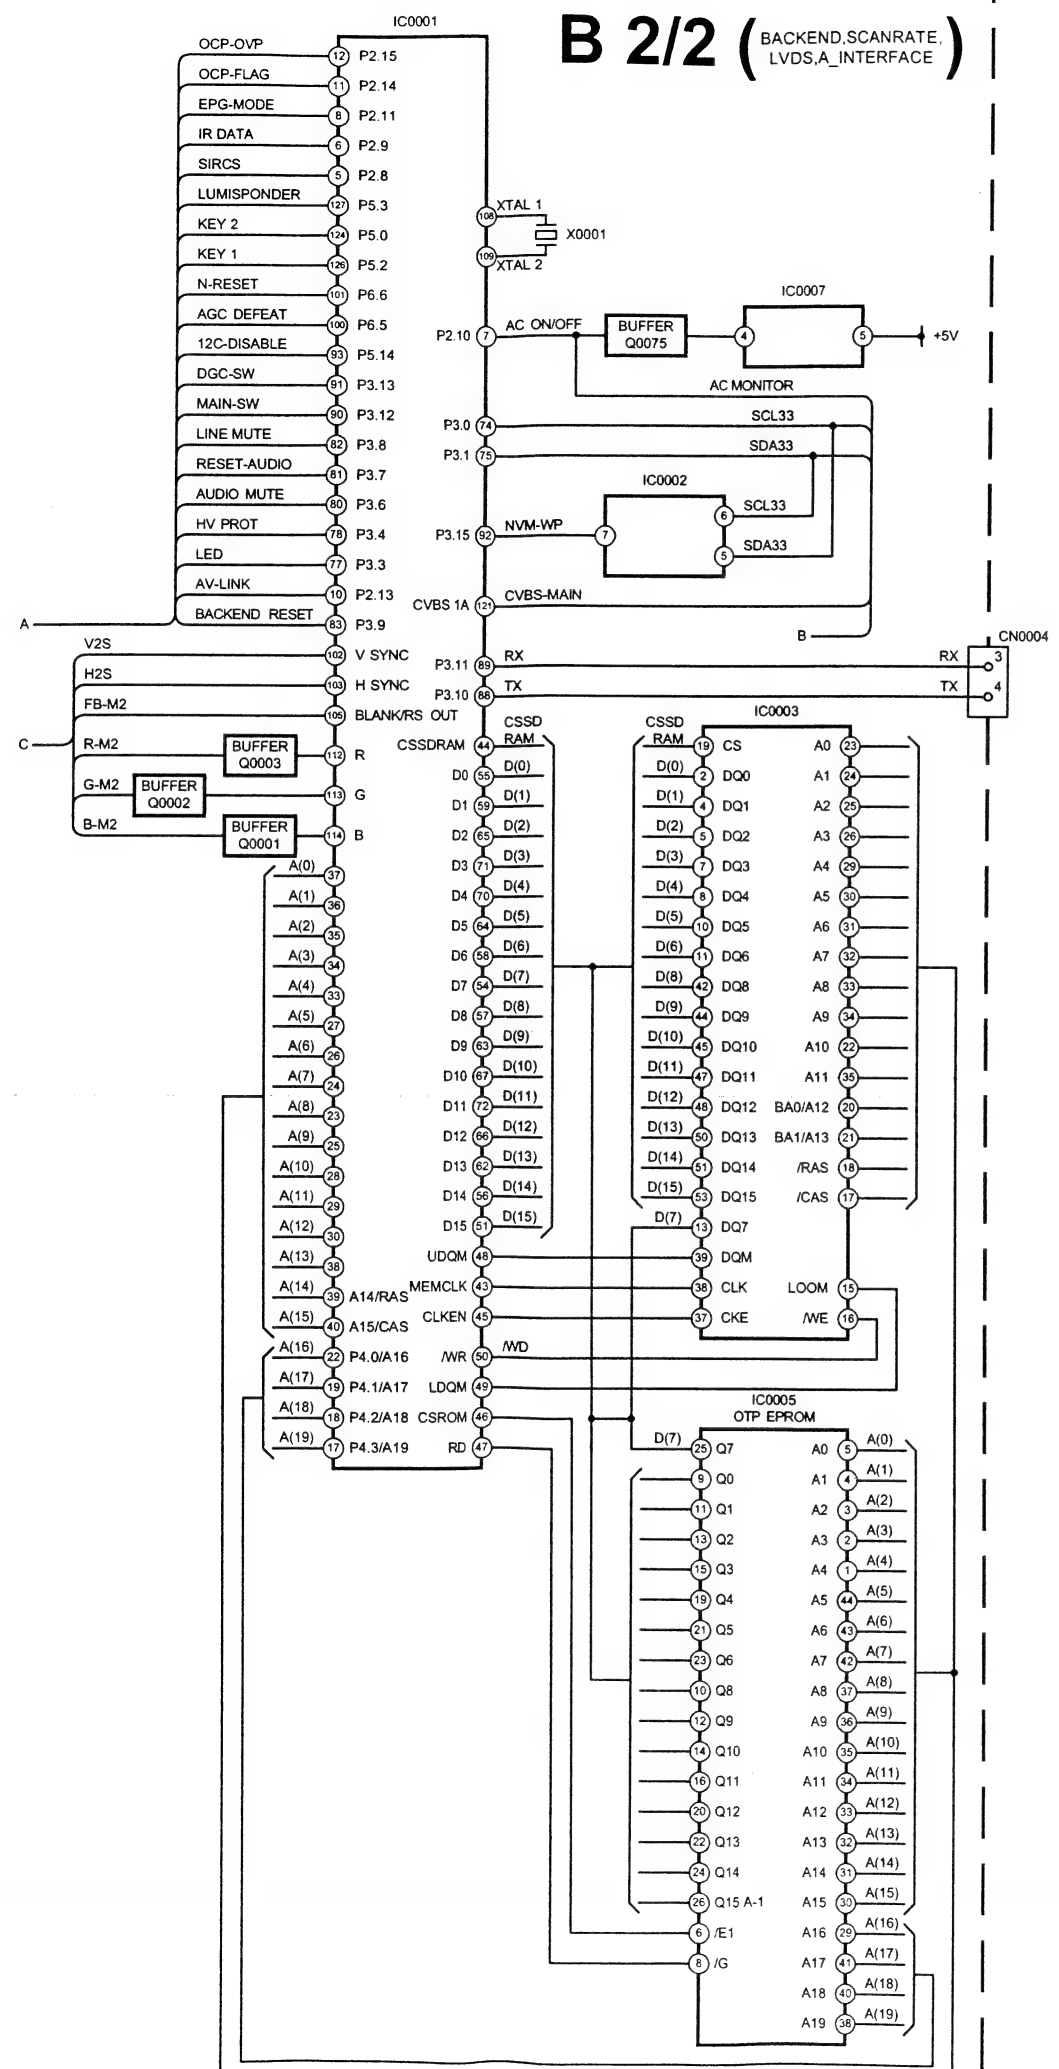 B 2/2 ( BACKEND,SCANRATE,
LVDS,A_INTERFACE )
IC0001
OCP-OVP 12 P2.15
OCP-FLAG 11 P2.14
EPG-MODE 8 P2.11
IR DATA 6 P2.9
SIRCS 5 P2.8
LUMISPONDER 127 P5.3
KEY 2 124 P5.0
KEY 1 126 P5.2
N-RESET 101 P6.6
AGC DEFEAT 100 P6.5
12C-DISABLE 93 P5.14
DGC-SW 91 P3.13
MAIN-SW 90 P3.12
LINE MUTE 82 P3.8
RESET-AUDIO 81 P3.7
AUDIO MUTE 80 P3.6
HV PROT 78 P3.4
LED 77 P3.3
AV-LINK 10 P2.13
A BACKEND RESET 83 P3.9
V2S 102 V SYNC
H2S 103 H SYNC
FB-M2 105 BLANK/RS OUT
C
R-M2 BUFFER
Q0003 112 R
G-M2 BUFFER
Q0002 113 G
B-M2 BUFFER
Q0001 114 B
A(0) 37
A(1) 36
A(2) 35
A(3) 34
A(4) 33
A(5) 27
A(6) 26
A(7) 24
A(8) 23
A(9) 25
A(10) 28
A(11) 29
A(12) 30
A(13) 38
A(14) 39 A14/RAS
A(15) 40 A15/CAS
A(16) 22 P4.0/A16
A(17) 19 P4.1/A17
A(18) 18 P4.2/A18
A(19) 17 P4.3/A19
108 XTAL 1
X0001
109 XTAL 2
IC0007
P2.10 7 AC ON/OFF BUFFER
Q0075 4 5 +5V
AC MONITOR
P3.0 74 SCL33
P3.1 75 SDA33
IC0002
6 SCL33
P3.15 92 NVM-WP 7
5 SDA33
CVBS 1A 121 CVBS-MAIN
B
CN0004
P3.11 89 RX RX 3
P3.10 88 TX TX 4
CSSDRAM 44 CSSD
RAM
D0 55 D(0)
D1 59 D(1)
D2 65 D(2)
D3 71 D(3)
D4 70 D(4)
D5 64 D(5)
D6 58 D(6)
D7 54 D(7)
D8 57 D(8)
D9 63 D(9)
D10 67 D(10)
D11 72 D(11)
D12 66 D(12)
D13 62 D(13)
D14 56 D(14)
D15 51 D(15)
UDQM 48
MEMCLK 43
CLKEN 45
/WR 50 /WD
LDQM 49
CSROM 46
RD 47
IC0003
CSSD
RAM 19 CS A0 23
D(0) 2 DQ0 A1 24
D(1) 4 DQ1 A2 25
D(2) 5 DQ2 A3 26
D(3) 7 DQ3 A4 29
D(4) 8 DQ4 A5 30
D(5) 10 DQ5 A6 31
D(6) 11 DQ6 A7 32
D(8) 42 DQ8 A8 33
D(9) 44 DQ9 A9 34
D(10) 45 DQ10 A10 22
D(11) 47 DQ11 A11 35
D(12) 48 DQ12 BA0/A12 20
D(13) 50 DQ13 BA1/A13 21
D(14) 51 DQ14 /RAS 18
D(15) 53 DQ15 /CAS 17
D(7) 13 DQ7
39 DQM
38 CLK LOOM 15
37 CKE /WE 16
IC0005
OTP EPROM
D(7) 25 Q7 A0 5 A(0)
9 Q0 A1 4 A(1)
11 Q1 A2 3 A(2)
13 Q2 A3 2 A(3)
15 Q3 A4 1 A(4)
19 Q4 A5 44 A(5)
21 Q5 A6 43 A(6)
23 Q6 A7 42 A(7)
10 Q8 A8 37 A(8)
12 Q9 A9 36 A(9)
14 Q10 A10 35 A(10)
16 Q11 A11 34 A(11)
20 Q12 A12 33 A(12)
22 Q13 A13 32 A(13)
24 Q14 A14 31 A(14)
26 Q15 A-1 A15 30 A(15)
6 /E1 A16 29 A(16)
8 /G A17 41 A(17)
A18 40 A(18)
A19 38 A(19)